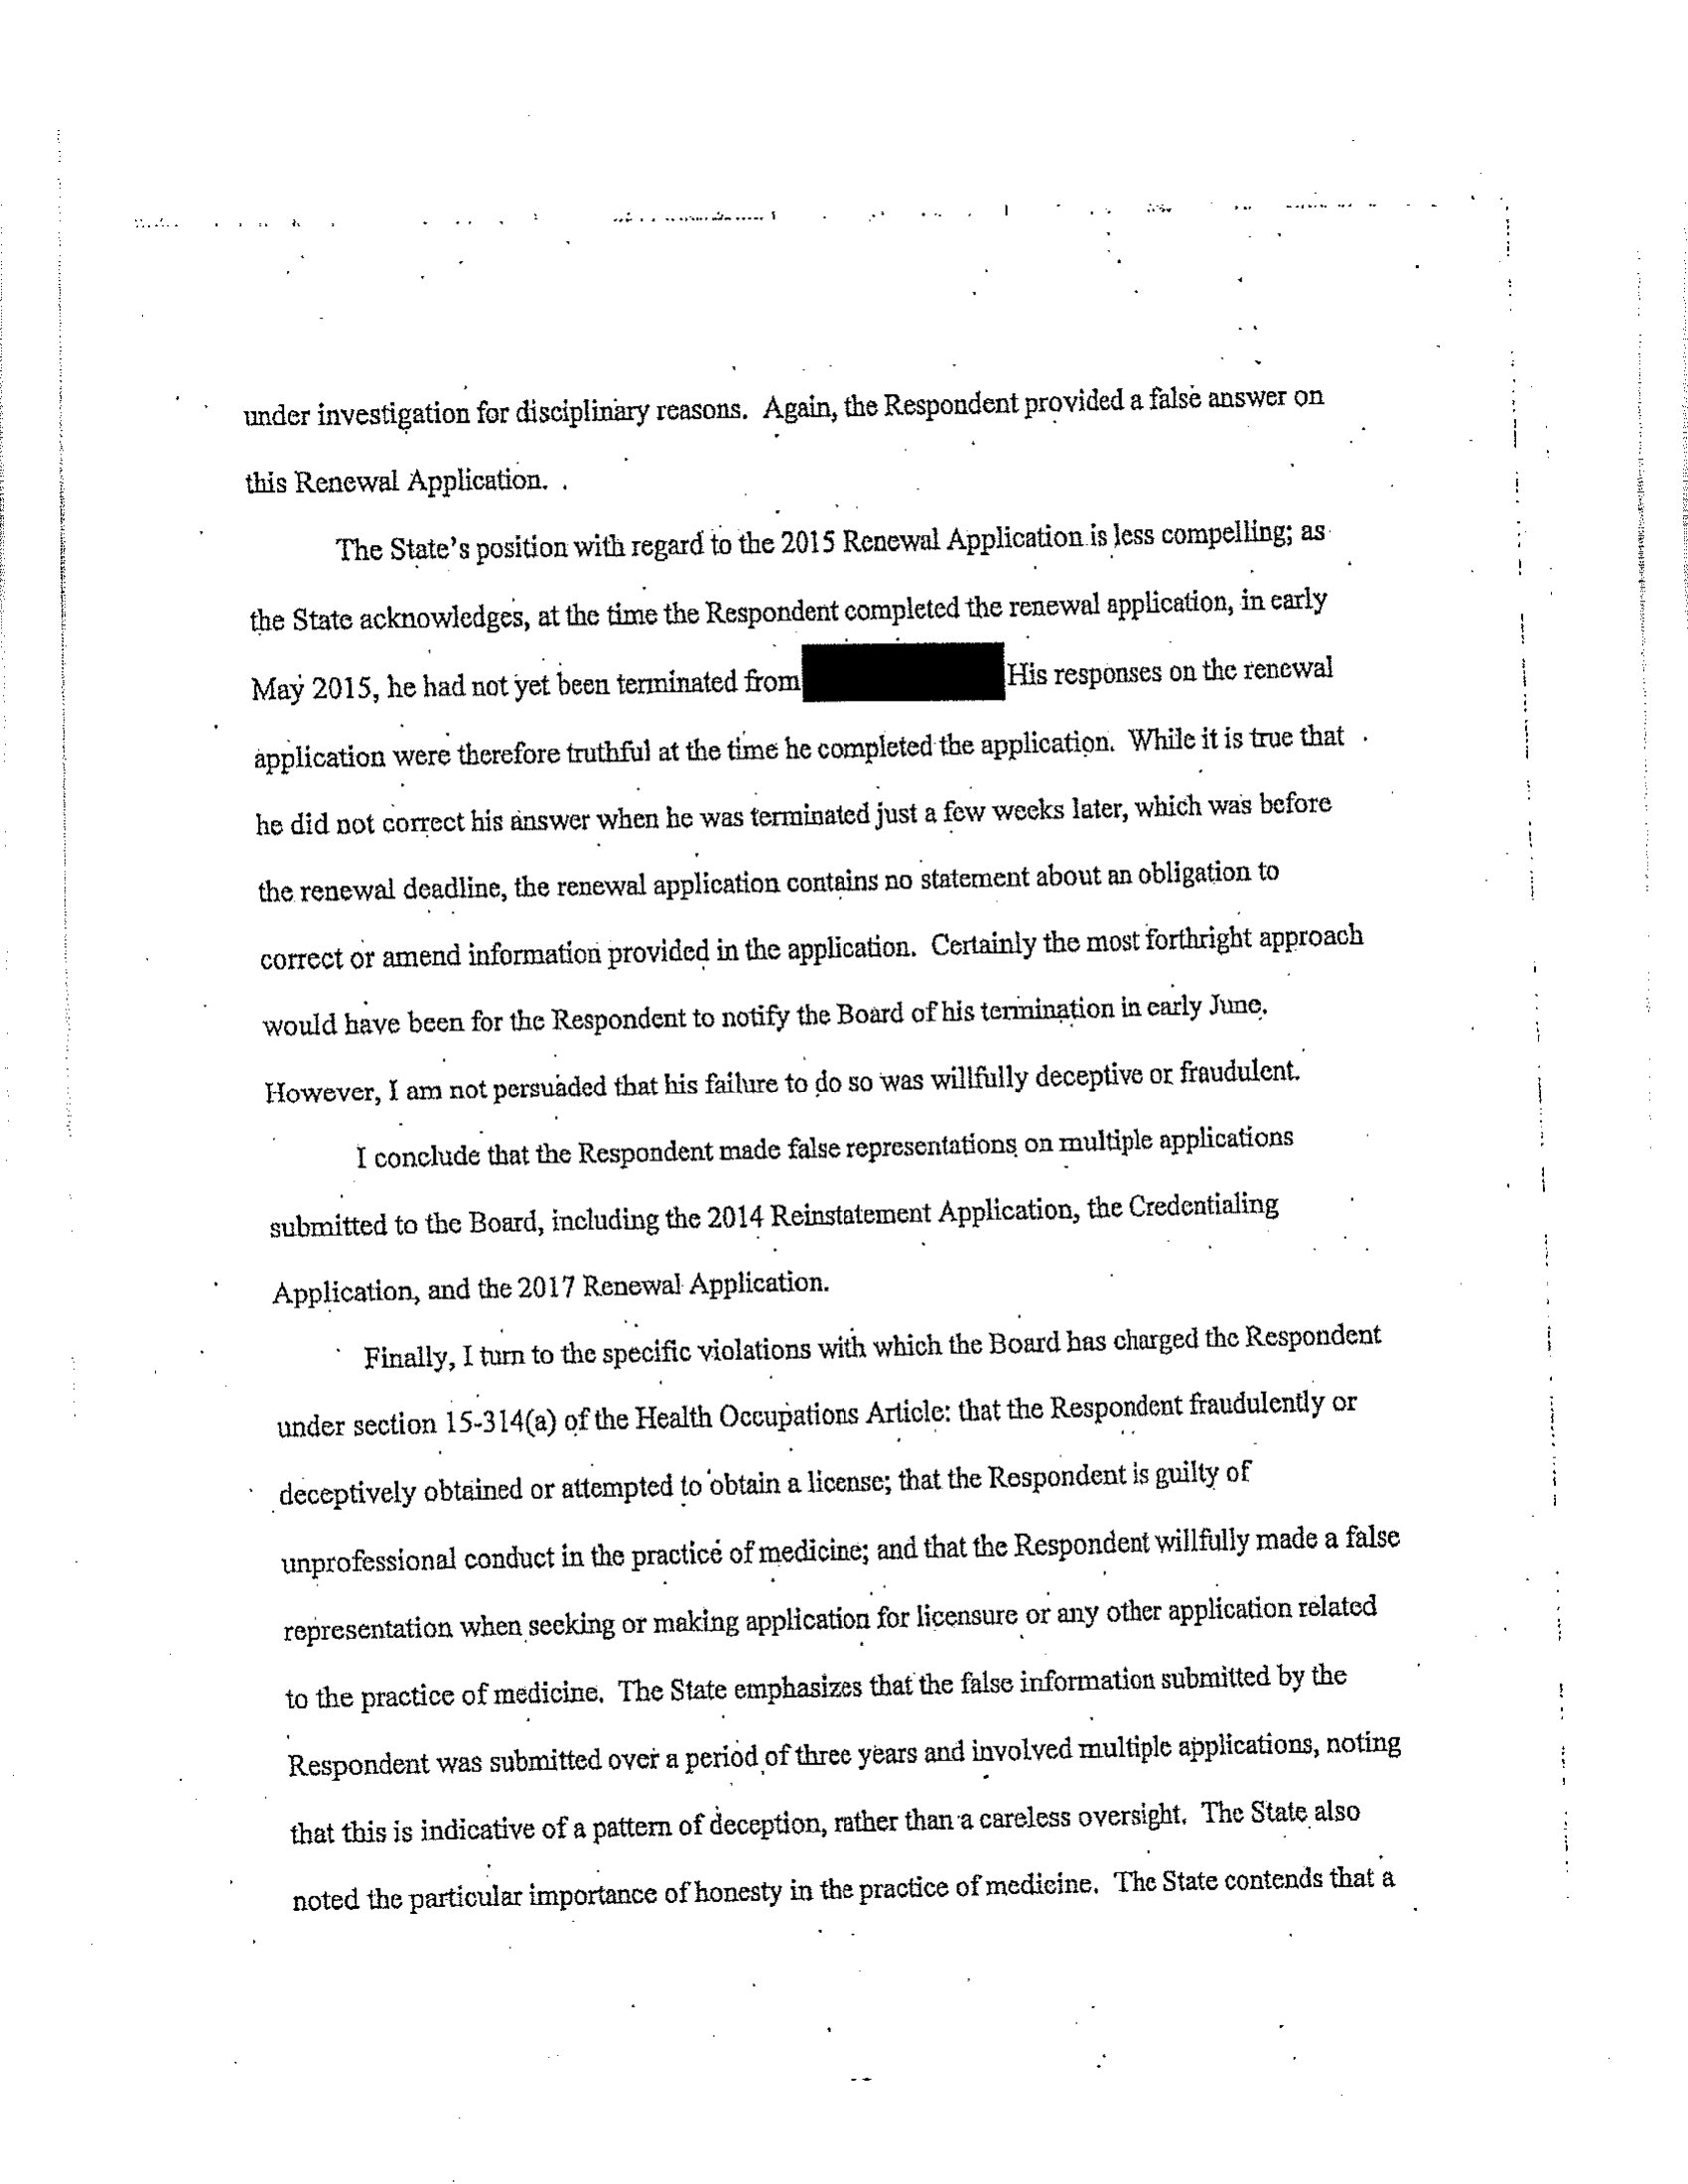 under investigation for disciplinary reasons. Again, the Respondent provided a false answer on
this Renewal Application.
The State's position with regard to the 2015 Renewal Application is less compelling; as
the State acknowledges, at the time the Respondent completed the renewal application, in early
May 2015, he had not yet been terminated from His responses on the renewal
application were therefore truthful at the time he completed the application. While it is true that
he did not correct his answer when he was terminated just a few weeks later, which was before
the renewal deadline, the renewal application contains no statement about an obligation to
correct or amend information provided in the application. Certainly the most forthright approach
would have been for the Respondent to notify the Board of his termination in early June.
However, I am not persuaded that his failure to do so was willfully deceptive or fraudulent.
I conclude that the Respondent made false representations on multiple applications
submitted to the Board, including the 2014 Reinstatement Application, the Credentialing
Application, and the 2017 Renewal Application.
Finally, I turn to the specific violations with which the Board has charged the Respondent
under section 15-314(a) of the Health Occupations Article: that the Respondent fraudulently or
deceptively obtained or attempted to obtain a license; that the Respondent is guilty of
unprofessional conduct in the practice of medicine; and that the Respondent willfully made a false
representation when seeking or making application for licensure or any other application related
to the practice of medicine. The State emphasizes that the false information submitted by the
Respondent was submitted over a period of three years and involved multiple applications, noting
that this is indicative of a pattern of deception, rather than a careless oversight. The State also
noted the particular importance of honesty in the practice of medicine. The State contends that a